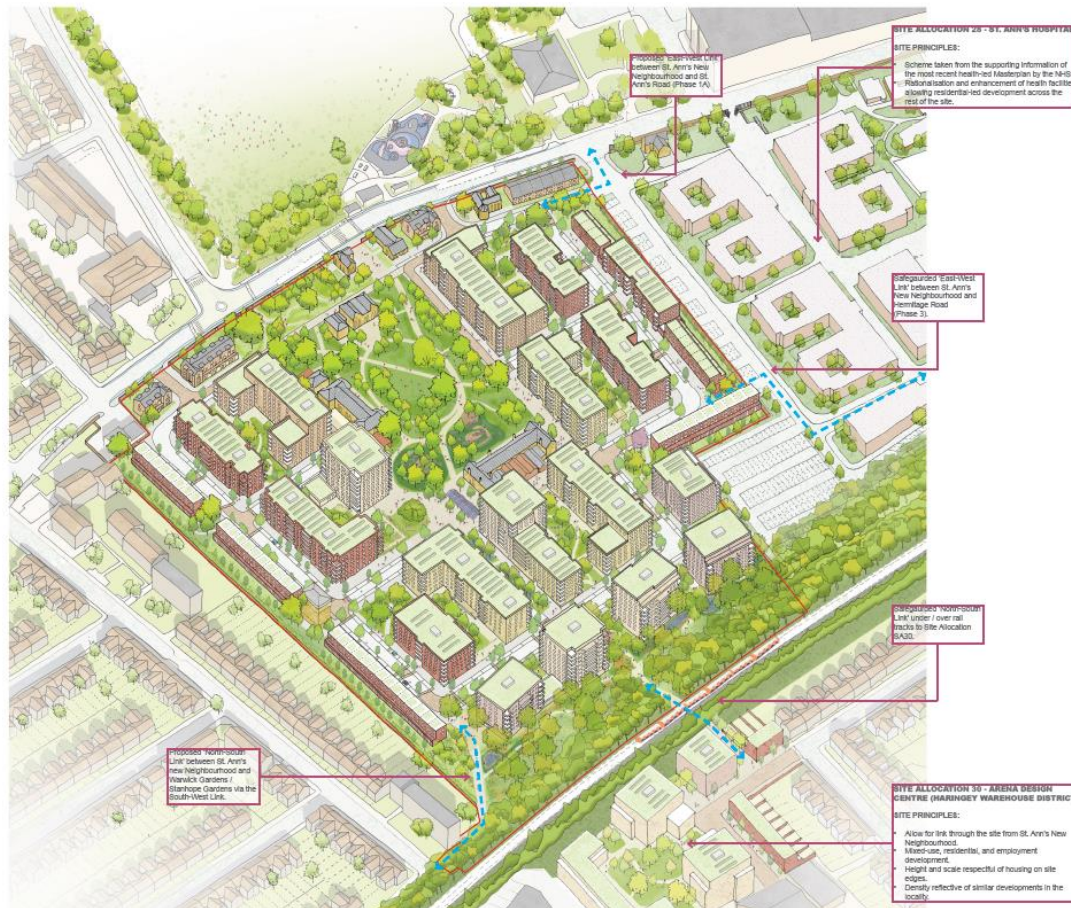 Proposed 'East-West Link'
between St. Ann's New
Neighbourhood and St.
Ann's Road (Phase 1A)
SITE ALLOCATION 28 - ST. ANN'S HOSPITAL
SITE PRINCIPLES:
Scheme taken from the supporting information of
the most recent health-led Masterplan by the NHS
Rationalisation and enhancement of health facilitie
allowing residential-led development across the
rest of the site.
Safegaurded 'East-West
Link' between St. Ann's
New Neighbourhood and
Hermitage Road
(Phase 3).
Safegaurded 'North-South
Link' under / over rail
tracks to Site Allocation
SA30.
Proposed 'North-South
Link' between St. Ann's
new Neighbourhood and
Warwick Gardens /
Stanhope Gardens via the
South-West Link.
SITE ALLOCATION 30 - ARENA DESIGN
CENTRE (HARINGEY WAREHOUSE DISTRIC
SITE PRINCIPLES:
Allow for link through the site from St. Ann's New
Neighbourhood.
Mixed-use, residential, and employment
development.
Height and scale respectful of housing on site
edges.
Density reflective of similar developments in the
locality.